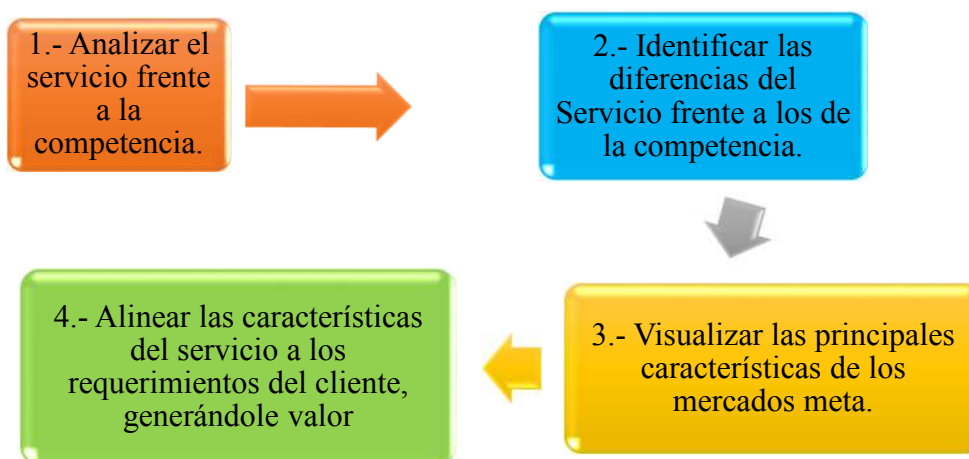 1.- Analizar el
servicio frente
a la
competencia.
2.- Identificar las
diferencias del
Servicio frente a los de
la competencia.
3.- Visualizar las principales
características de los
mercados meta.
4.- Alinear las características
del servicio a los
requerimientos del cliente,
generándole valor